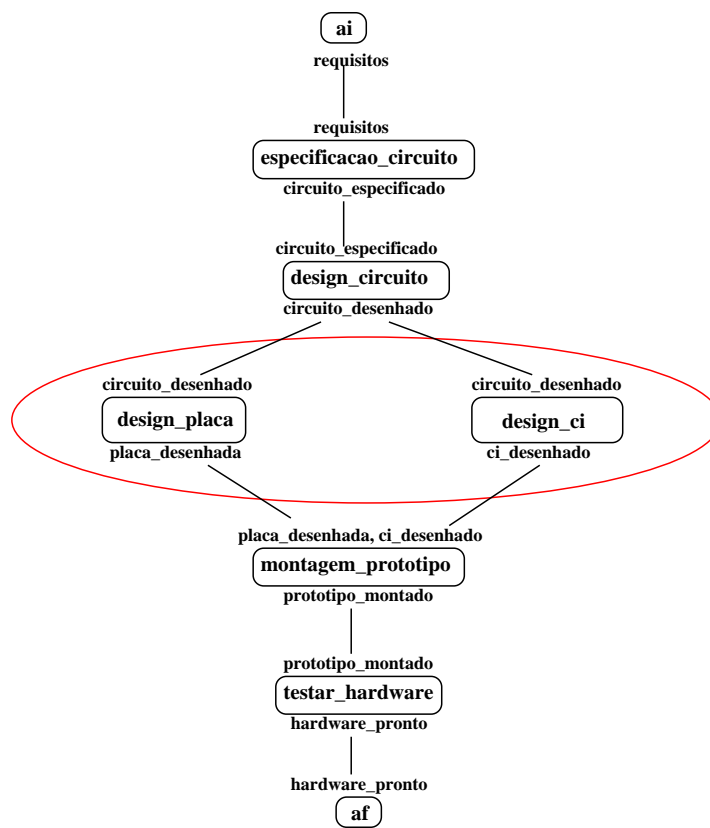 ai
requisitos
requisitos
especificacao_circuito
circuito_especificado
circuito_especificado
design_circuito
circuito_desenhado
circuito_desenhado
circuito_desenhado
design_placa
design_ci
placa_desenhada
ci_desenhado
placa_desenhada, ci_desenhado
montagem_prototipo
prototipo_montado
prototipo_montado
testar_hardware
hardware_pronto
hardware_pronto
af